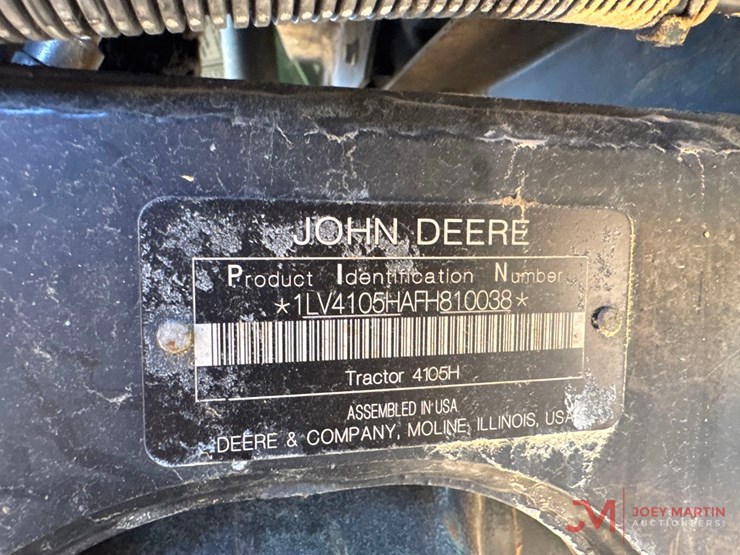 JOHN DEERE
Product Identification Number
*1LV4105HAFH810038*
Tractor 4105H
ASSEMBLED IN USA
DEERE & COMPANY, MOLINE, ILLINOIS, USA
JM JOEY MARTIN
AUCTIONEERS!